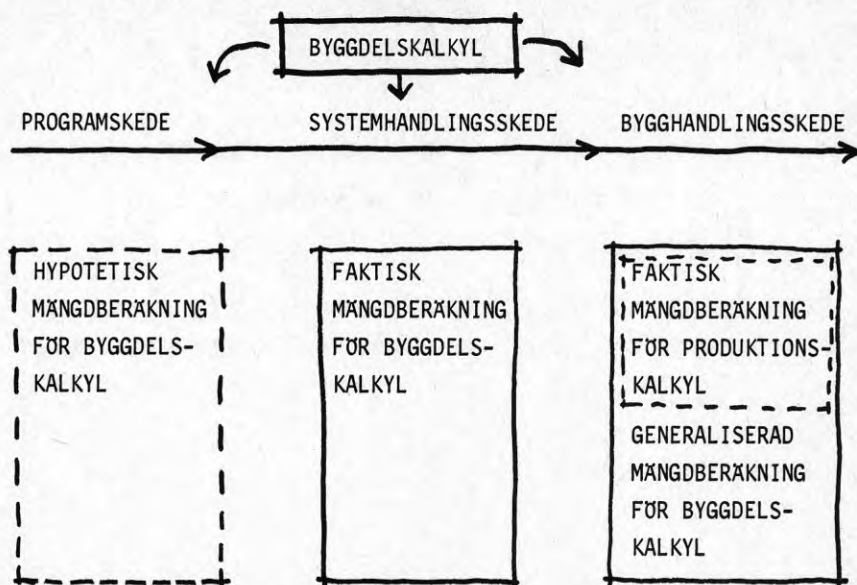 BYGGDELSKALKYL
PROGRAMSKEDE
SYSTEMHANDLINGSSKEDE
BYGGHANDLINGSSKEDE
HYPOTETISK
MÄNGDBERÄKNING
FÖR BYGGDELS-
KALKYL
FAKTISK
MÄNGDBERÄKNING
FÖR BYGGDELS-
KALKYL
FAKTISK
MÄNGDBERÄKNING
FÖR PRODUKTIONS-
KALKYL
GENERALISERAD
MÄNGDBERÄKNING
FÖR BYGGDELS-
KALKYL